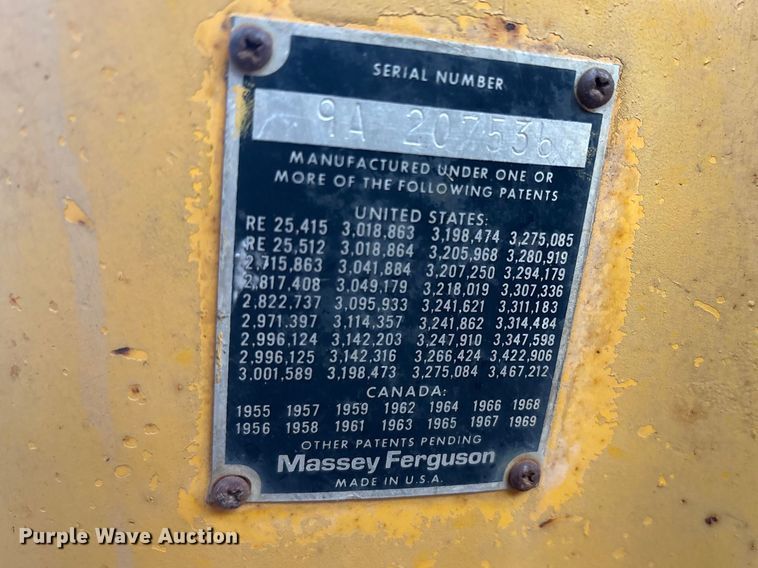 SERIAL NUMBER
9A 207536
MANUFACTURED UNDER ONE OR
MORE OF THE FOLLOWING PATENTS
UNITED STATES:
RE 25,415 3,018,863 3,198,474 3,275,085
RE 25,512 3,018,864 3,205,968 3,280,919
2,715,863 3,041,884 3,207,250 3,294,179
2,817,408 3,049,179 3,218,019 3,307,336
2,822,737 3,095,933 3,241,621 3,311,183
2,971,397 3,114,357 3,241,862 3,314,484
2,996,124 3,142,203 3,247,910 3,347,598
2,996,125 3,142,316 3,266,424 3,422,906
3,001,589 3,198,473 3,275,084 3,467,212
CANADA:
1955 1957 1959 1962 1964 1966 1968
1956 1958 1961 1963 1965 1967 1969
OTHER PATENTS PENDING
Massey Ferguson
MADE IN U.S.A.
Purple Wave Auction